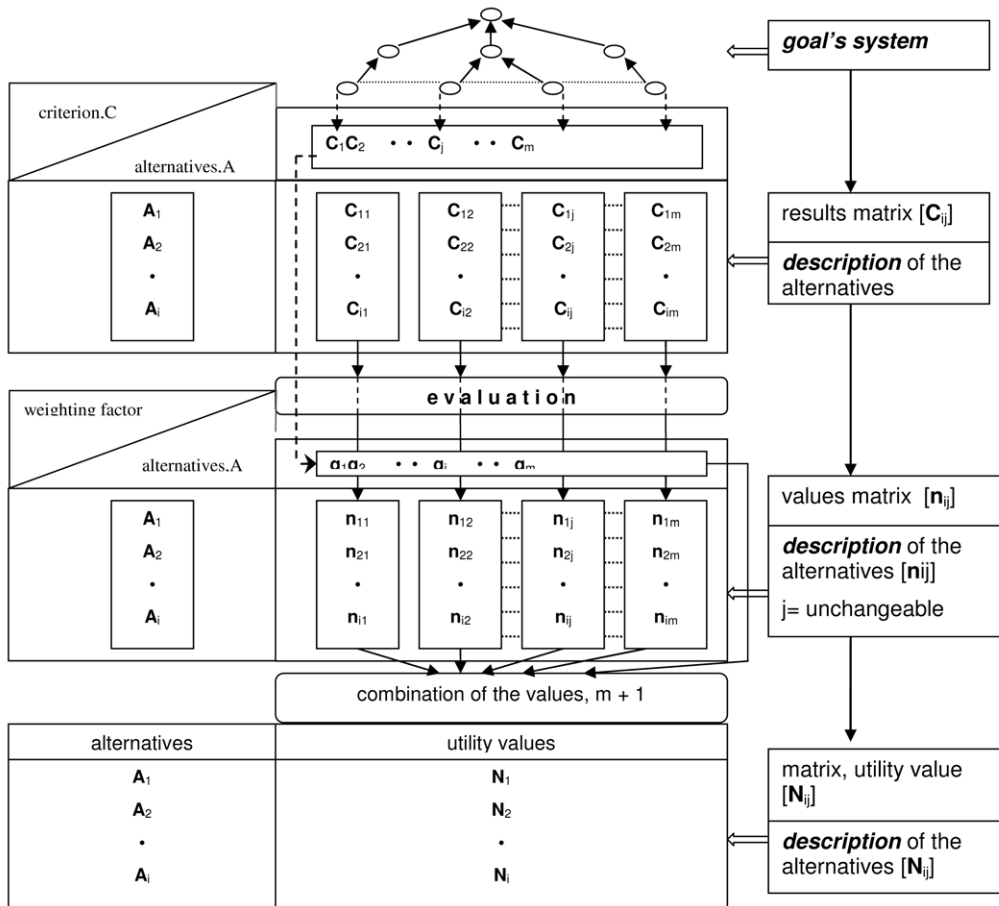 goal's system
criterion.C
alternatives.A
C1C2 • • Cj • • Cm
A1 C11 C12 C1j C1m
A2 C21 C22 C2j C2m
• • • • •
Ai Ci1 Ci2 Cij Cim
results matrix [Cij]
description of the
alternatives
evaluation
weighting factor
alternatives.A
g1g2 • • gj • • gm
A1 n11 n12 n1j n1m
A2 n21 n22 n2j n2m
• • • • •
Ai ni1 ni2 nij nim
values matrix [nij]
description of the
alternatives [nij]
j= unchangeable
combination of the values, m + 1
alternatives utility values
A1 N1
A2 N2
• •
Ai Ni
matrix, utility value
[Nij]
description of the
alternatives [Nij]